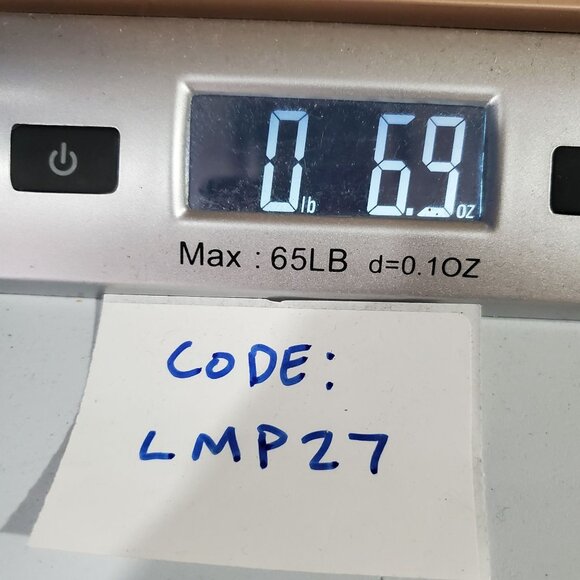 0 lb 6.9 oz
Max : 65LB d=0.1OZ
CODE:
LMP27